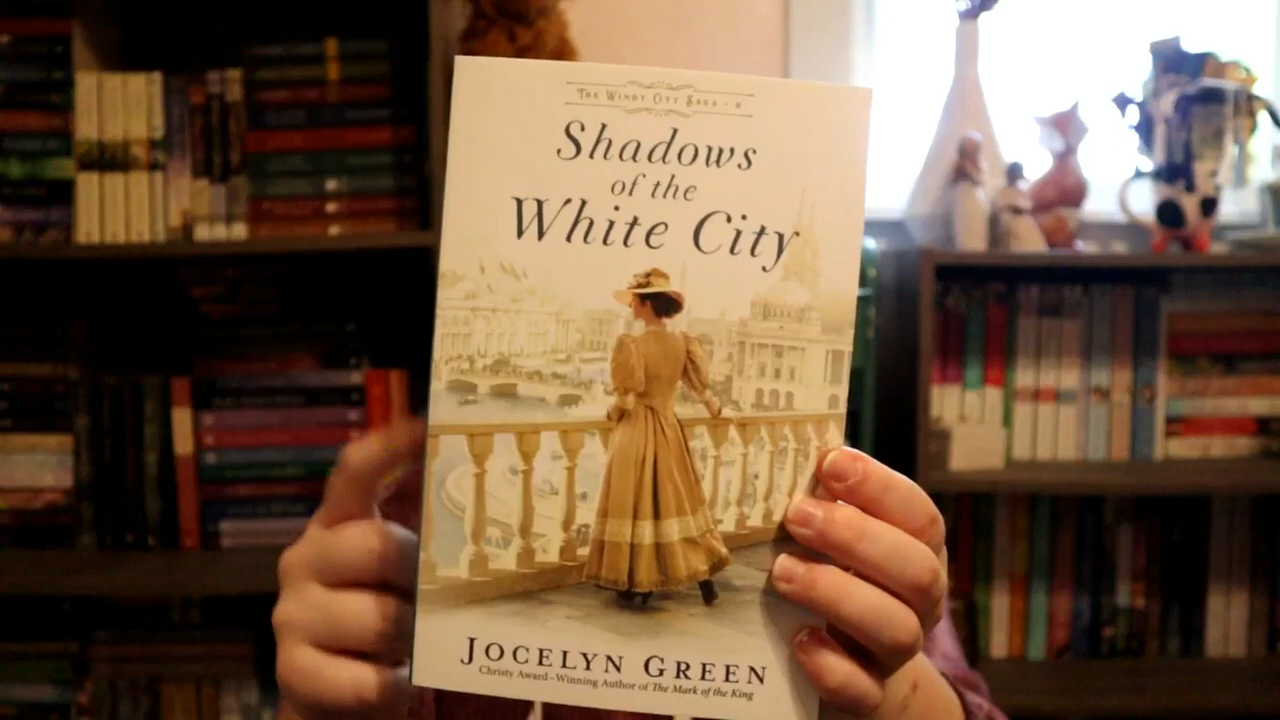 The Windy City Saga · 2
Shadows
of the
White City
Jocelyn Green
Christy Award-Winning Author of The Mark of the King